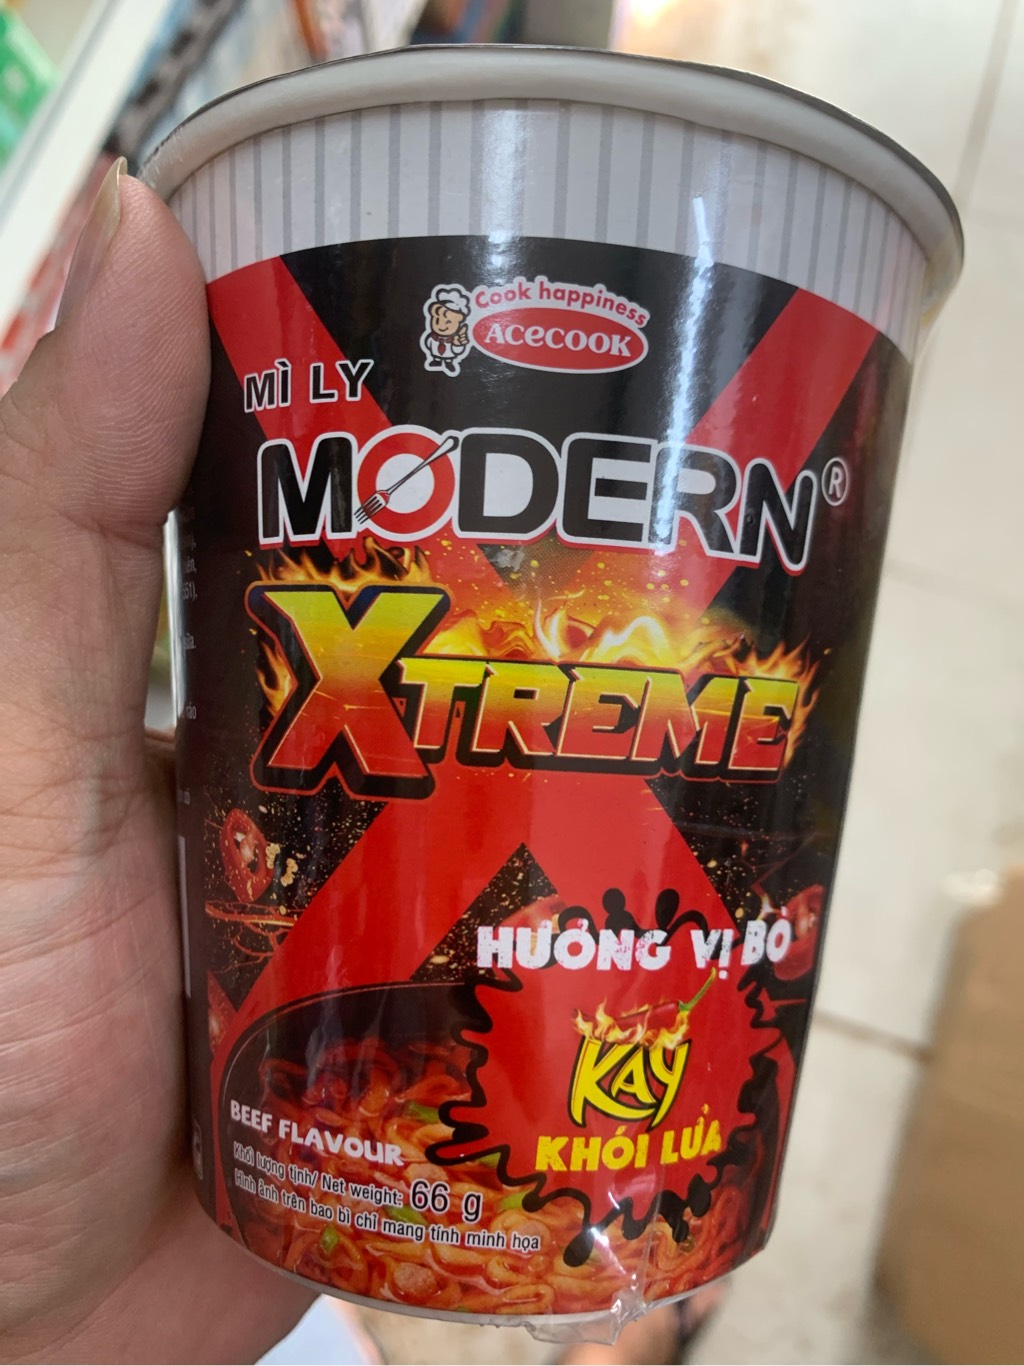 Cook happiness
ACECOOK
MÌ LY
MODERN®
XTREME
HƯƠNG VỊ BÒ
KAY
KHÓI LỬA
BEEF FLAVOUR
Khối lượng tịnh/ Net weight: 66 g
Hình ảnh trên bao bì chỉ mang tính minh họa